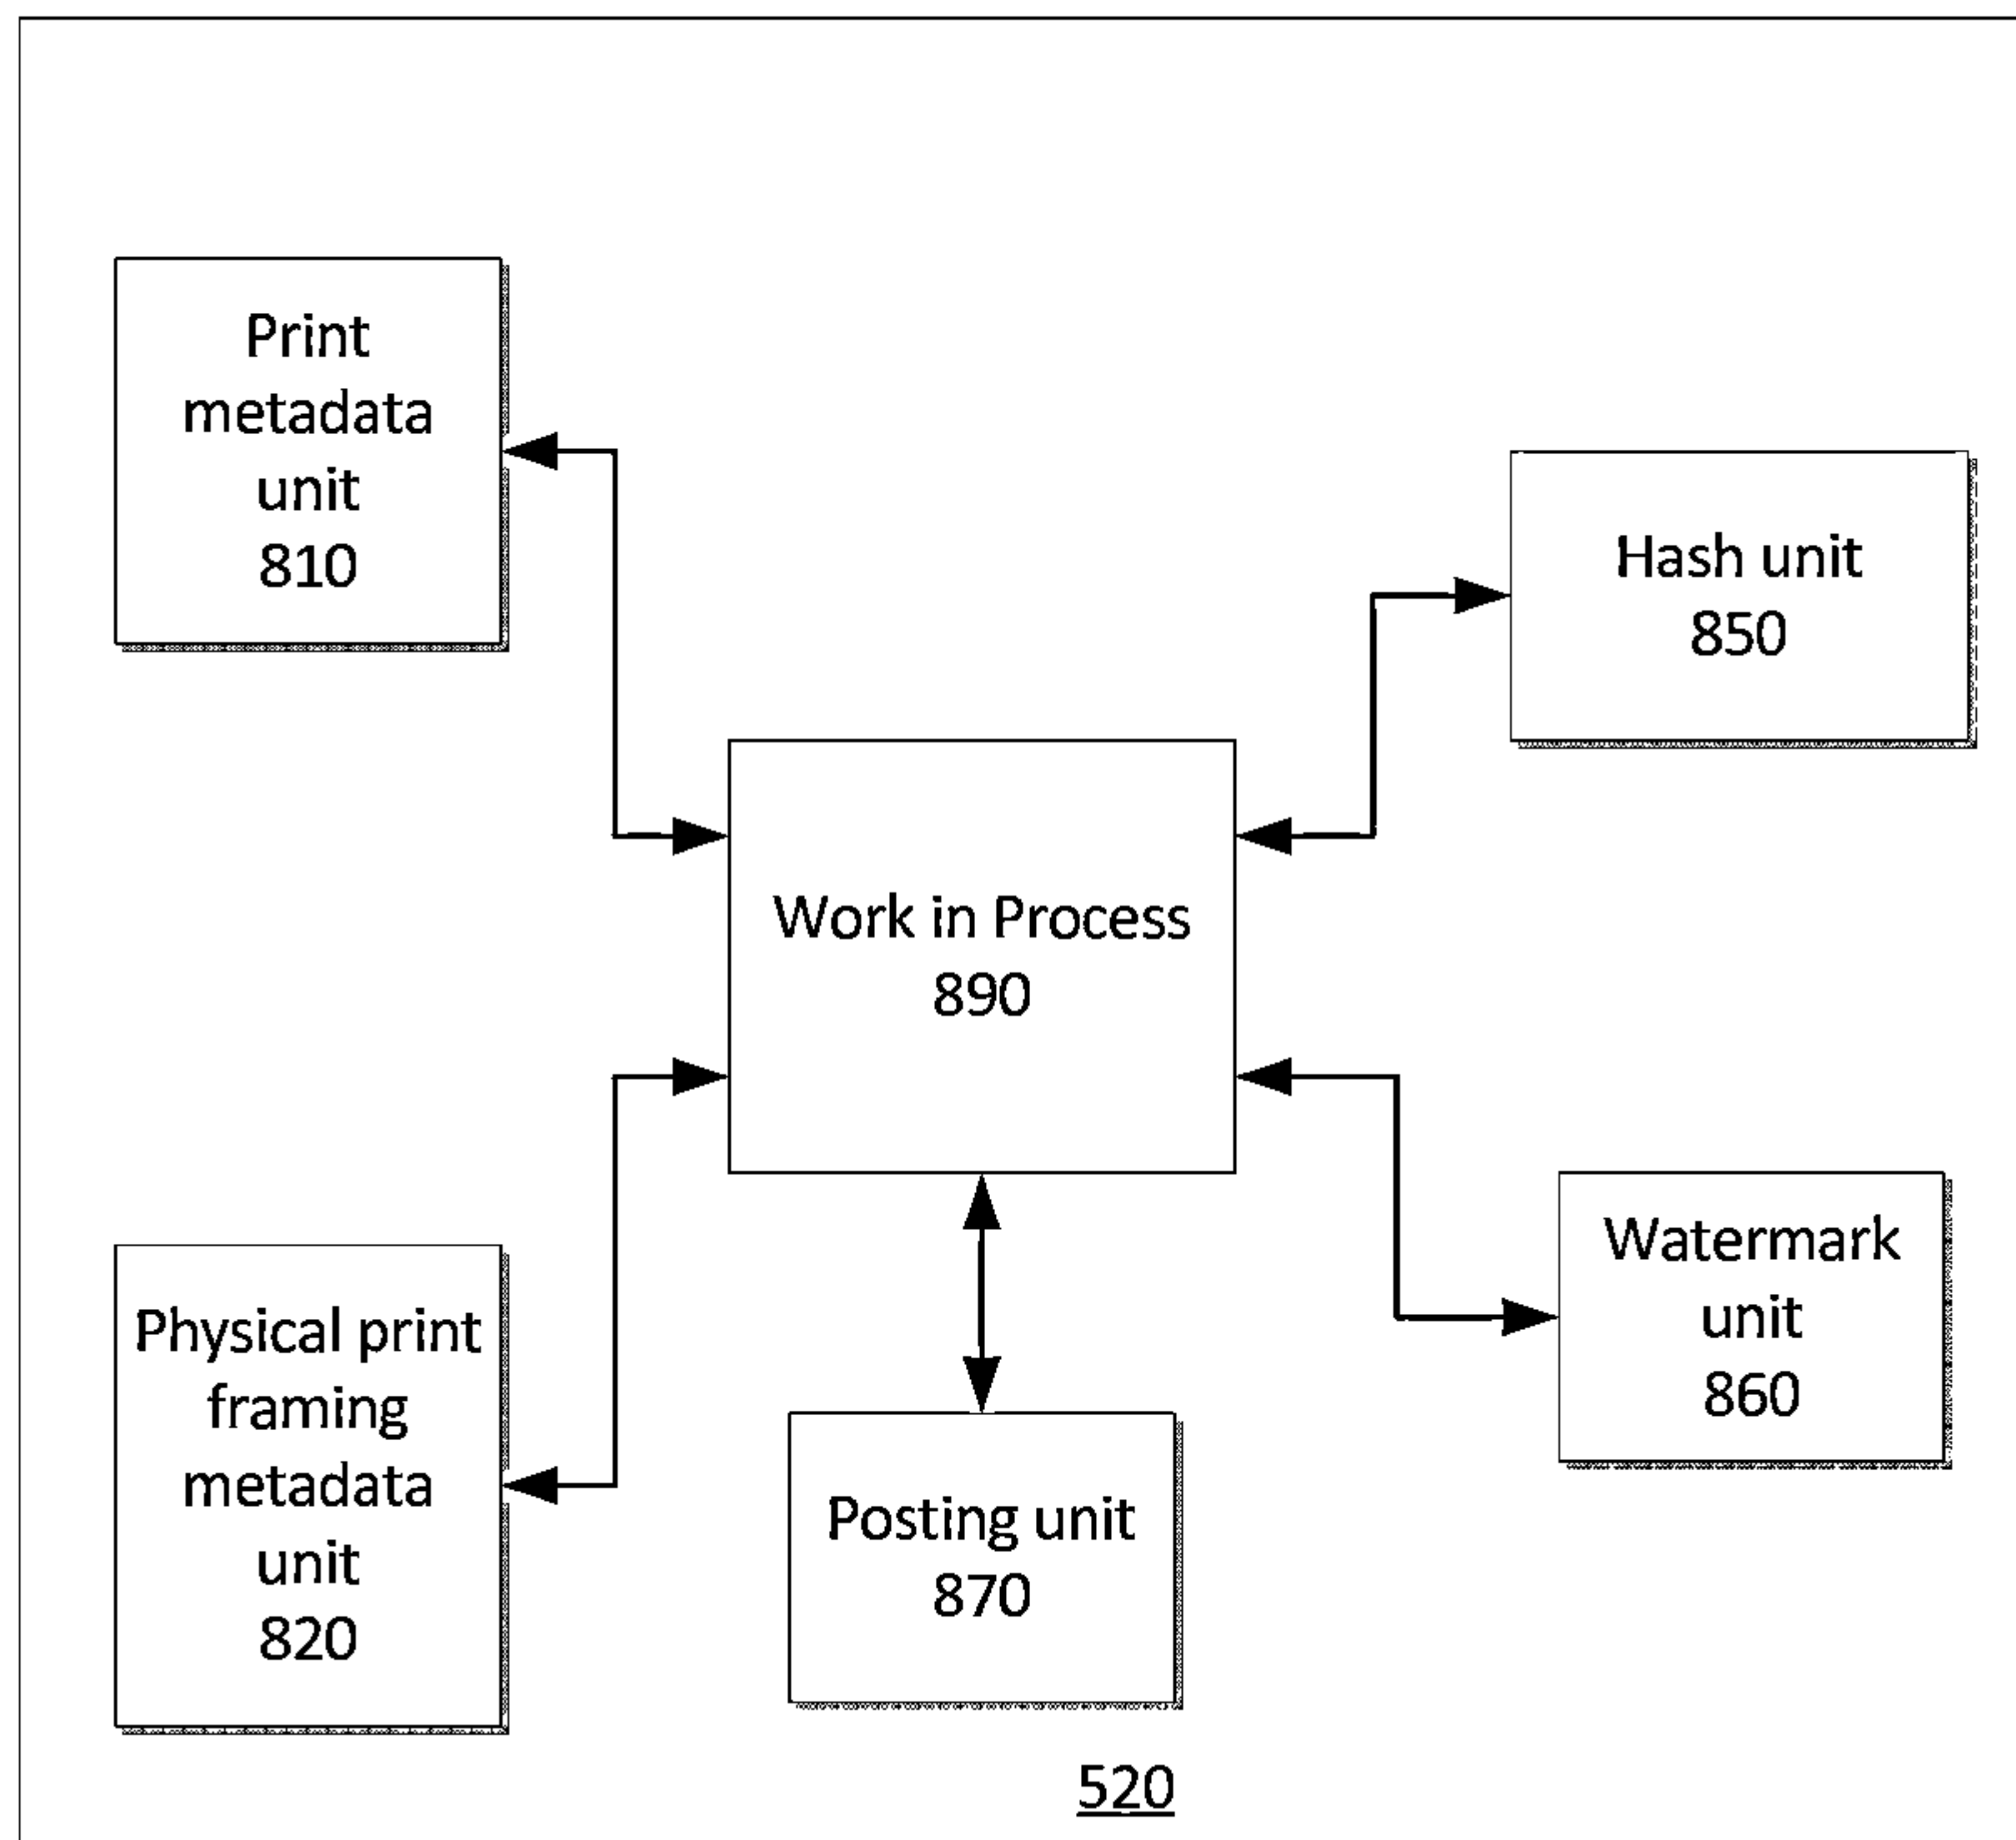 Print
metadata
unit
810
Hash unit
850
Work in Process
890
Physical print
framing
metadata
unit
820
Watermark
unit
860
Posting unit
870
520